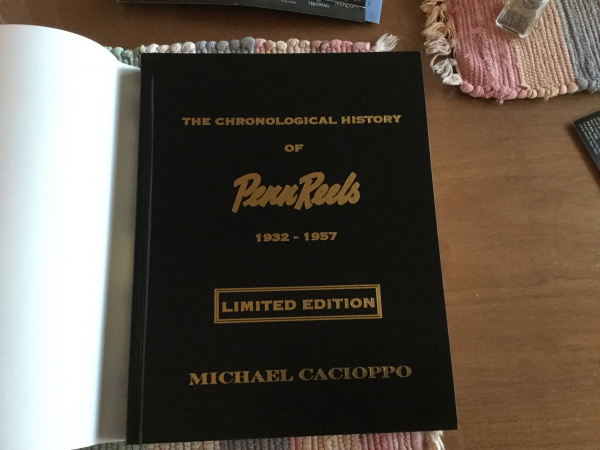 THE CHRONOLOGICAL HISTORY
OF
Penn Reels
1932 - 1957
LIMITED EDITION
MICHAEL CACIOPPO